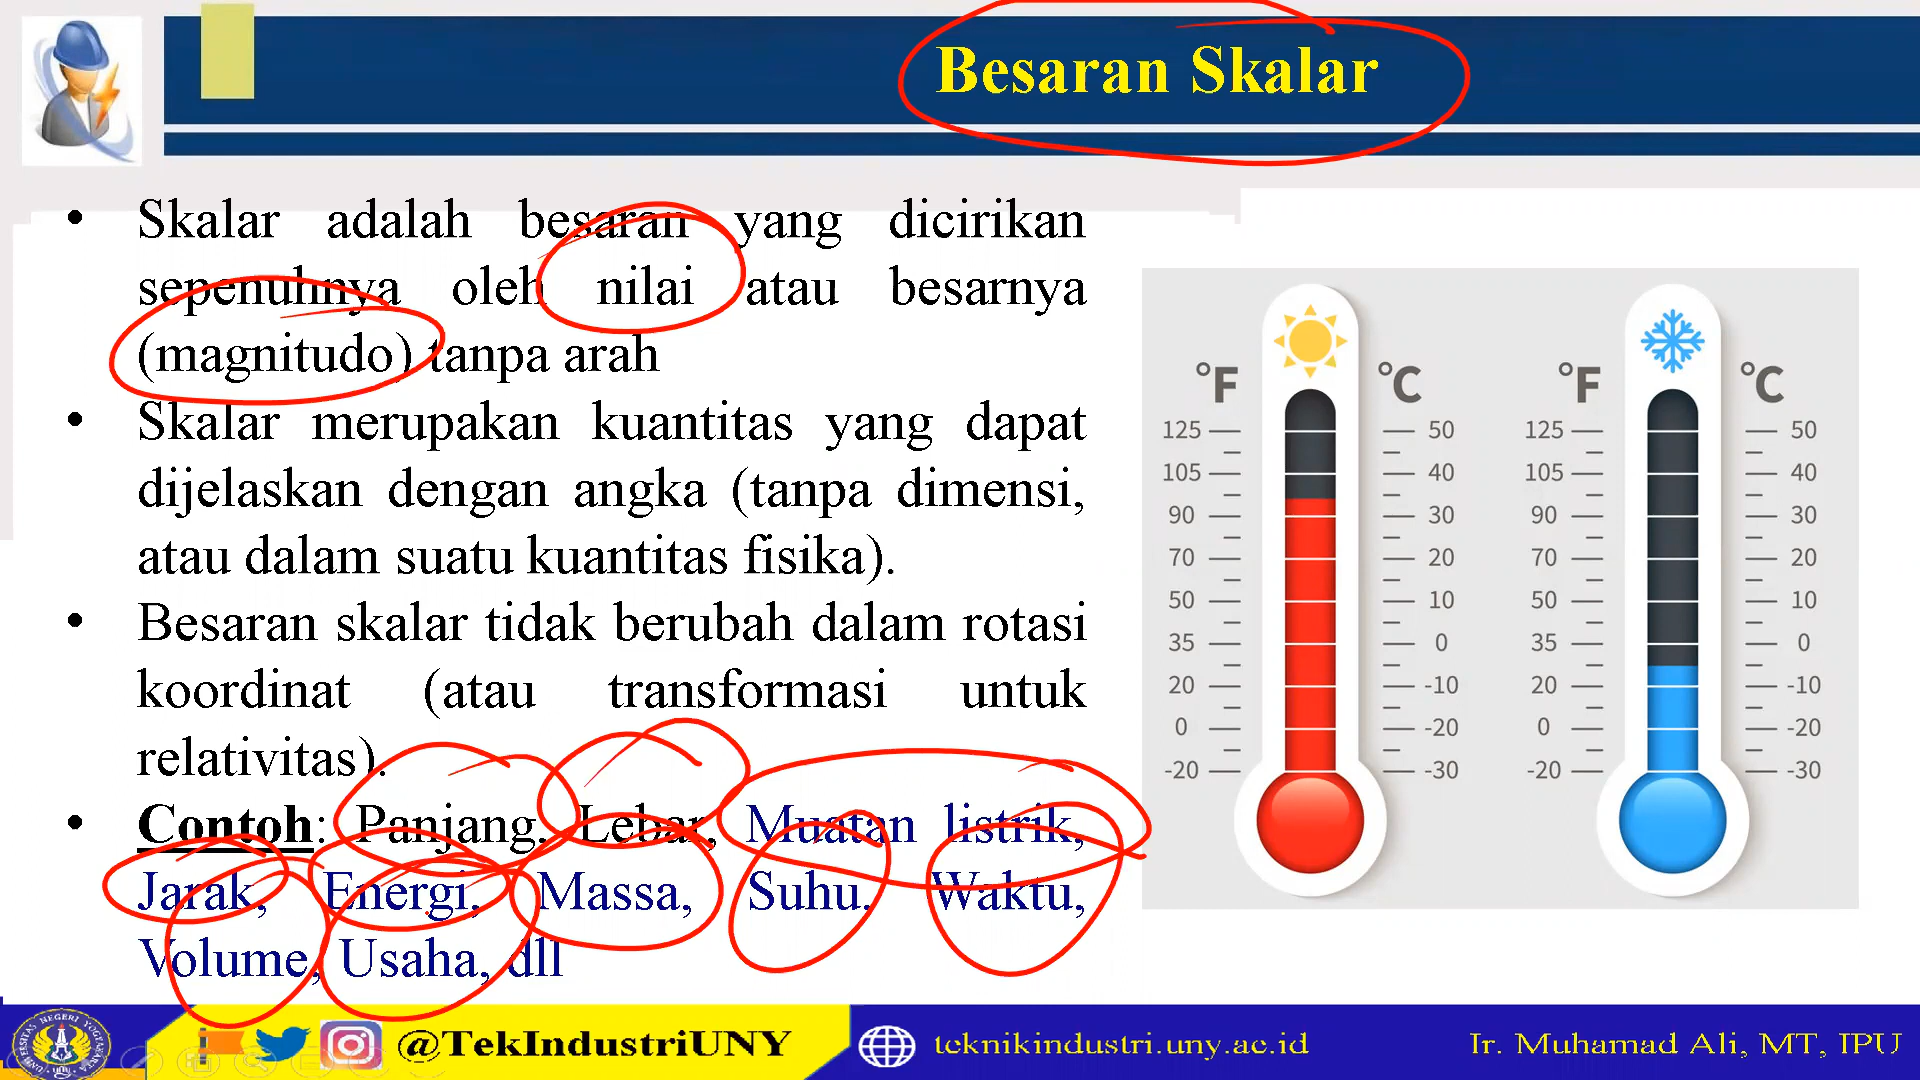 Besaran Skalar
• Skalar adalah besaran yang dicirikan
sepenuhnya oleh nilai atau besarnya
(magnitudo) tanpa arah
• Skalar merupakan kuantitas yang dapat
dijelaskan dengan angka (tanpa dimensi,
atau dalam suatu kuantitas fisika).
• Besaran skalar tidak berubah dalam rotasi
koordinat (atau transformasi untuk
relativitas).
• Contoh: Panjang, Lebar, Muatan listrik,
Jarak, Energi, Massa, Suhu, Waktu,
Volume, Usaha, dll
°F °C °F °C
125 50 125 50
105 40 105 40
90 30 90 30
70 20 70 20
50 10 50 10
35 0 35 0
20 -10 20 -10
0 -20 0 -20
-20 -30 -20 -30
@TekIndustriUNY teknikindustri.uny.ac.id Ir. Muhamad Ali, MT, IPU